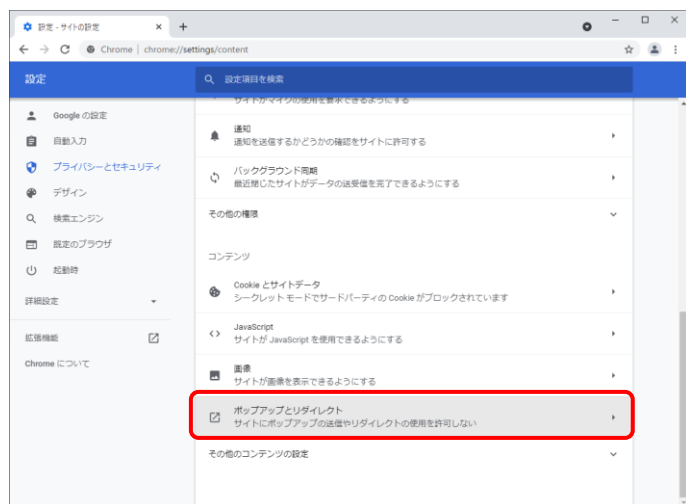 設定 - サイトの設定
Chrome | chrome://settings/content
設定
設定項目を検索
サイトがマイクの使用を要求できるようにする
Google の設定
自動入力
プライバシーとセキュリティ
デザイン
検索エンジン
既定のブラウザ
起動時
詳細設定
拡張機能
Chrome について
通知
通知を送信するかどうかの確認をサイトに許可する
バックグラウンド同期
最近閉じたサイトがデータの送受信を完了できるようにする
その他の権限
コンテンツ
Cookie とサイトデータ
シークレット モードでサードパーティの Cookie がブロックされています
JavaScript
サイトが JavaScript を使用できるようにする
画像
サイトが画像を表示できるようにする
ポップアップとリダイレクト
サイトにポップアップの送信やリダイレクトの使用を許可しない
その他のコンテンツの設定